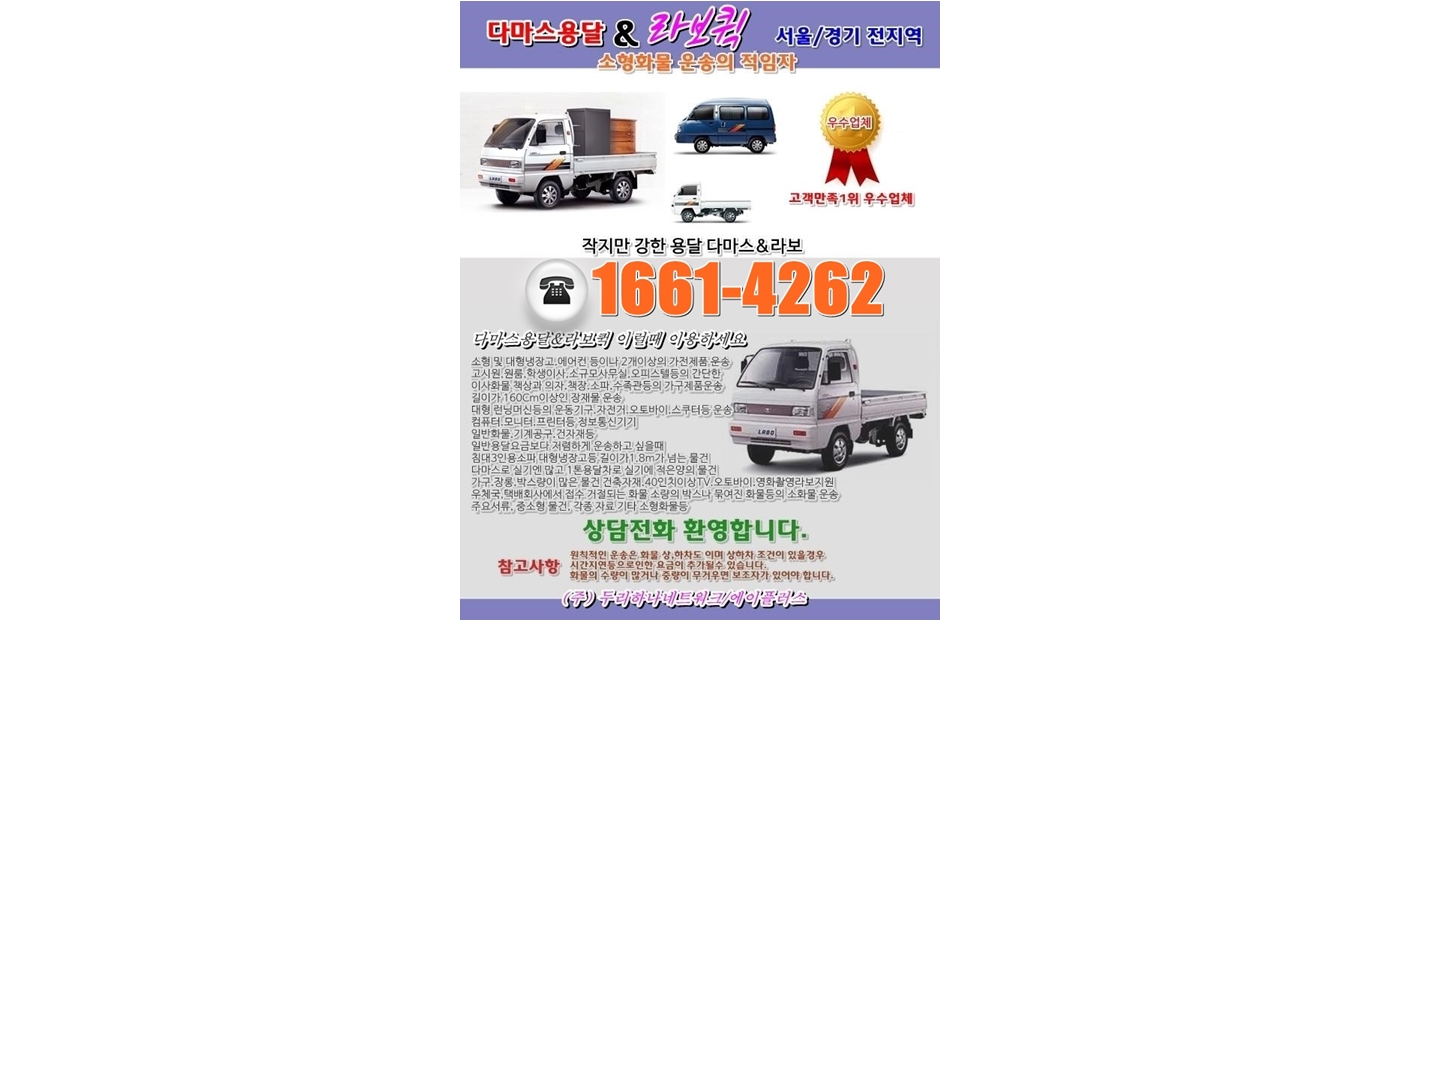 다마스용달 & 라보퀵 서울/경기 전지역
소형화물 운송의 적임자
우수업체
고객만족1위 우수업체
작지만 강한 용달 다마스&라보
1661-4262
다마스용달&라보퀵 이럴때 이용하세요
소형 및 대형냉장고.에어컨 등이나 2개이상의 가전제품 운송
고시원.원룸.학생이사.소규모사무실.오피스텔등의 간단한
이사화물 책상과 의자.책장.소파.수족관등의 가구제품운송
길이가 160Cm이상인 장재물 운송
대형 런닝머신등의 운동기구.자전거.오토바이.스쿠터등 운송
컴퓨터.모니터.프린터등 정보통신기기
일반화물.기계공구.건자재등
일반용달요금보다 저렴하게 운송하고 싶을때
침대3인용소파.대형냉장고등 길이가1.8m가 넘는 물건
다마스로 실기엔 많고 1톤용달차로 실기에 적은양의 물건
가구.장롱.박스량이 많은 물건 건축자재.40인치이상TV.오토바이.영화촬영라보지원
우체국.택배회사에서 접수 거절되는 화물 소량의 박스나 묶여진 화물등의 소화물 운송
주요서류, 중소형 물건, 각종 자료 기타 소형화물등
LABO
상담전화 환영합니다.
참고사항
원칙적인 운송은 화물 상,하차도 이며 상하차 조건이 있을경우
시간지연등으로인한 요금이 추가될수 있습니다.
화물의 수량이 많거나 중량이 무거우면 보조자가 있어야 합니다.
(주) 두리하나네트워크/에이플러스